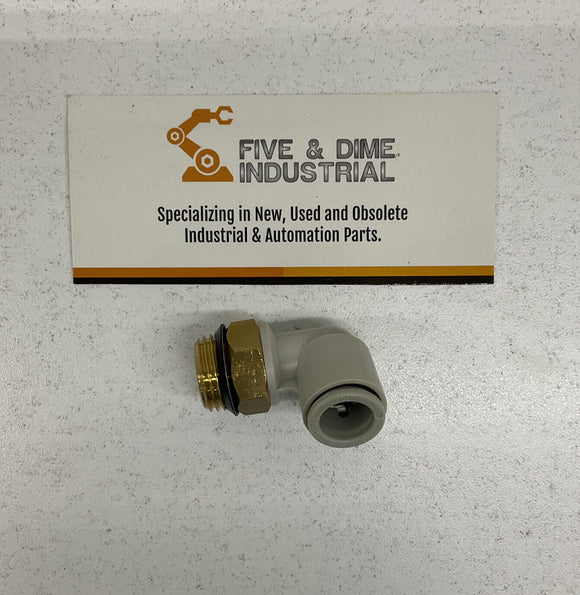 FIVE & DIME
INDUSTRIAL
Specializing in New, Used and Obsolete
Industrial & Automation Parts.